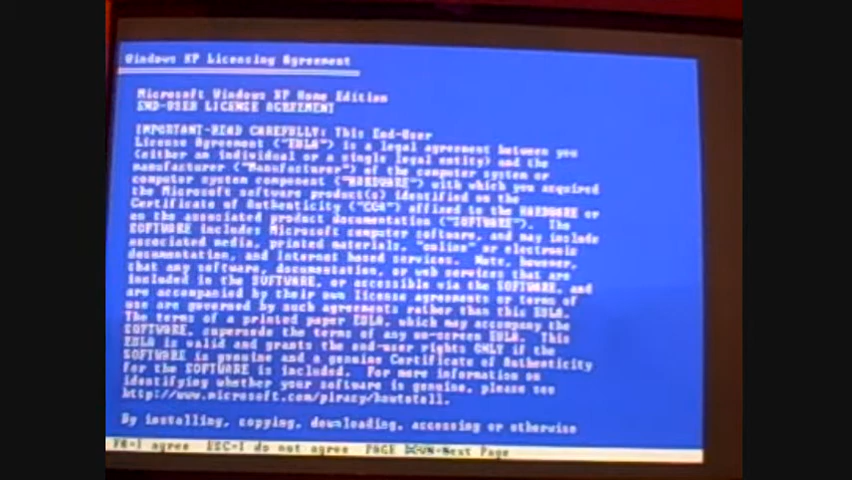 Windows XP Licensing Agreement
Microsoft Windows XP Home Edition
END-USER LICENSE AGREEMENT
IMPORTANT-READ CAREFULLY: This End-User
License Agreement ("EULA") is a legal agreement between you
(either an individual or a single legal entity) and the
manufacturer ("Manufacturer") of the computer system or
computer system component ("HARDWARE") with which you acquired
the Microsoft software product(s) identified on the
Certificate of Authenticity ("COA") affixed to the HARDWARE or
on the associated product documentation ("SOFTWARE").  The
SOFTWARE includes Microsoft computer software, and may include
associated media, printed materials, "online" or electronic
documentation, and Internet based services.  Note, however,
that any software, documentation, or web services that are
included in the SOFTWARE, or accessible via the SOFTWARE, and
are accompanied by their own license agreements or terms of
use are governed by such agreements rather than this EULA.
The terms of a printed paper EULA, which may accompany the
SOFTWARE, supersede the terms of any on-screen EULA.  This
EULA is valid and grants the end-user rights ONLY if the
SOFTWARE is genuine and a genuine Certificate of Authenticity
for the SOFTWARE is included.  For more information on
identifying whether your software is genuine, please see
http://www.microsoft.com/piracy/howtotell.
By installing, copying, downloading, accessing or otherwise
F8=I agree  ESC=I do not agree  PAGE DOWN=Next Page